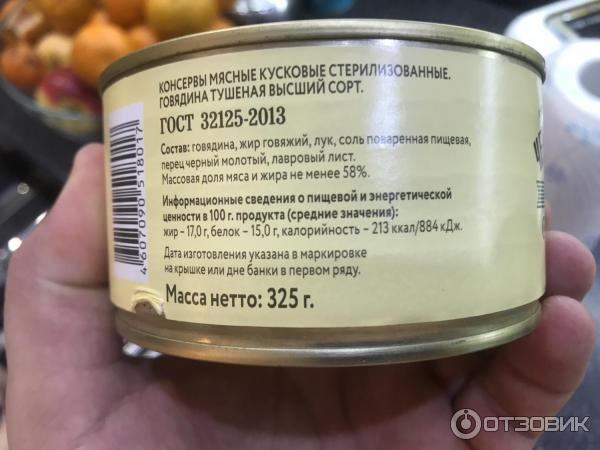 КОНСЕРВЫ МЯСНЫЕ КУСКОВЫЕ СТЕРИЛИЗОВАННЫЕ.
ГОВЯДИНА ТУШЕНАЯ ВЫСШИЙ СОРТ.
ГОСТ 32125-2013
Состав: говядина, жир говяжий, лук, соль поваренная пищевая,
перец черный молотый, лавровый лист.
Массовая доля мяса и жира не менее 58%.
Информационные сведения о пищевой и энергетической
ценности в 100 г. продукта (средние значения):
жир – 17,0 г, белок – 15,0 г, калорийность – 213 ккал/884 кДж.
Дата изготовления указана в маркировке
на крышке или дне банки в первом ряду.
Масса нетто: 325 г.
4607090518017
ОТЗОВИК